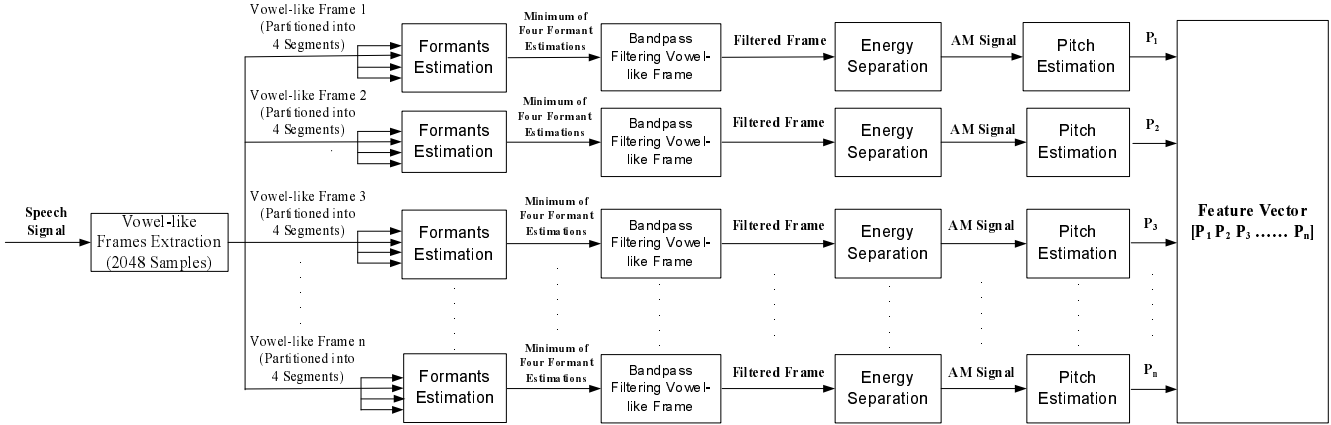 Speech
Signal
Vowel-like
Frames Extraction
(2048 Samples)
Vowel-like Frame 1
(Partitioned into
4 Segments)
Formants
Estimation
Minimum of
Four Formant
Estimations
Bandpass
Filtering Vowel-
like Frame
Filtered Frame
Energy
Separation
AM Signal
Pitch
Estimation
P1
Vowel-like Frame 2
(Partitioned into
4 Segments)
Formants
Estimation
Minimum of
Four Formant
Estimations
Bandpass
Filtering Vowel-
like Frame
Filtered Frame
Energy
Separation
AM Signal
Pitch
Estimation
P2
Vowel-like Frame 3
(Partitioned into
4 Segments)
Formants
Estimation
Minimum of
Four Formant
Estimations
Bandpass
Filtering Vowel-
like Frame
Filtered Frame
Energy
Separation
AM Signal
Pitch
Estimation
P3
Vowel-like Frame n
(Partitioned into
4 Segments)
Formants
Estimation
Minimum of
Four Formant
Estimations
Bandpass
Filtering Vowel-
like Frame
Filtered Frame
Energy
Separation
AM Signal
Pitch
Estimation
Pn
Feature Vector
[P1 P2 P3 ...... Pn]